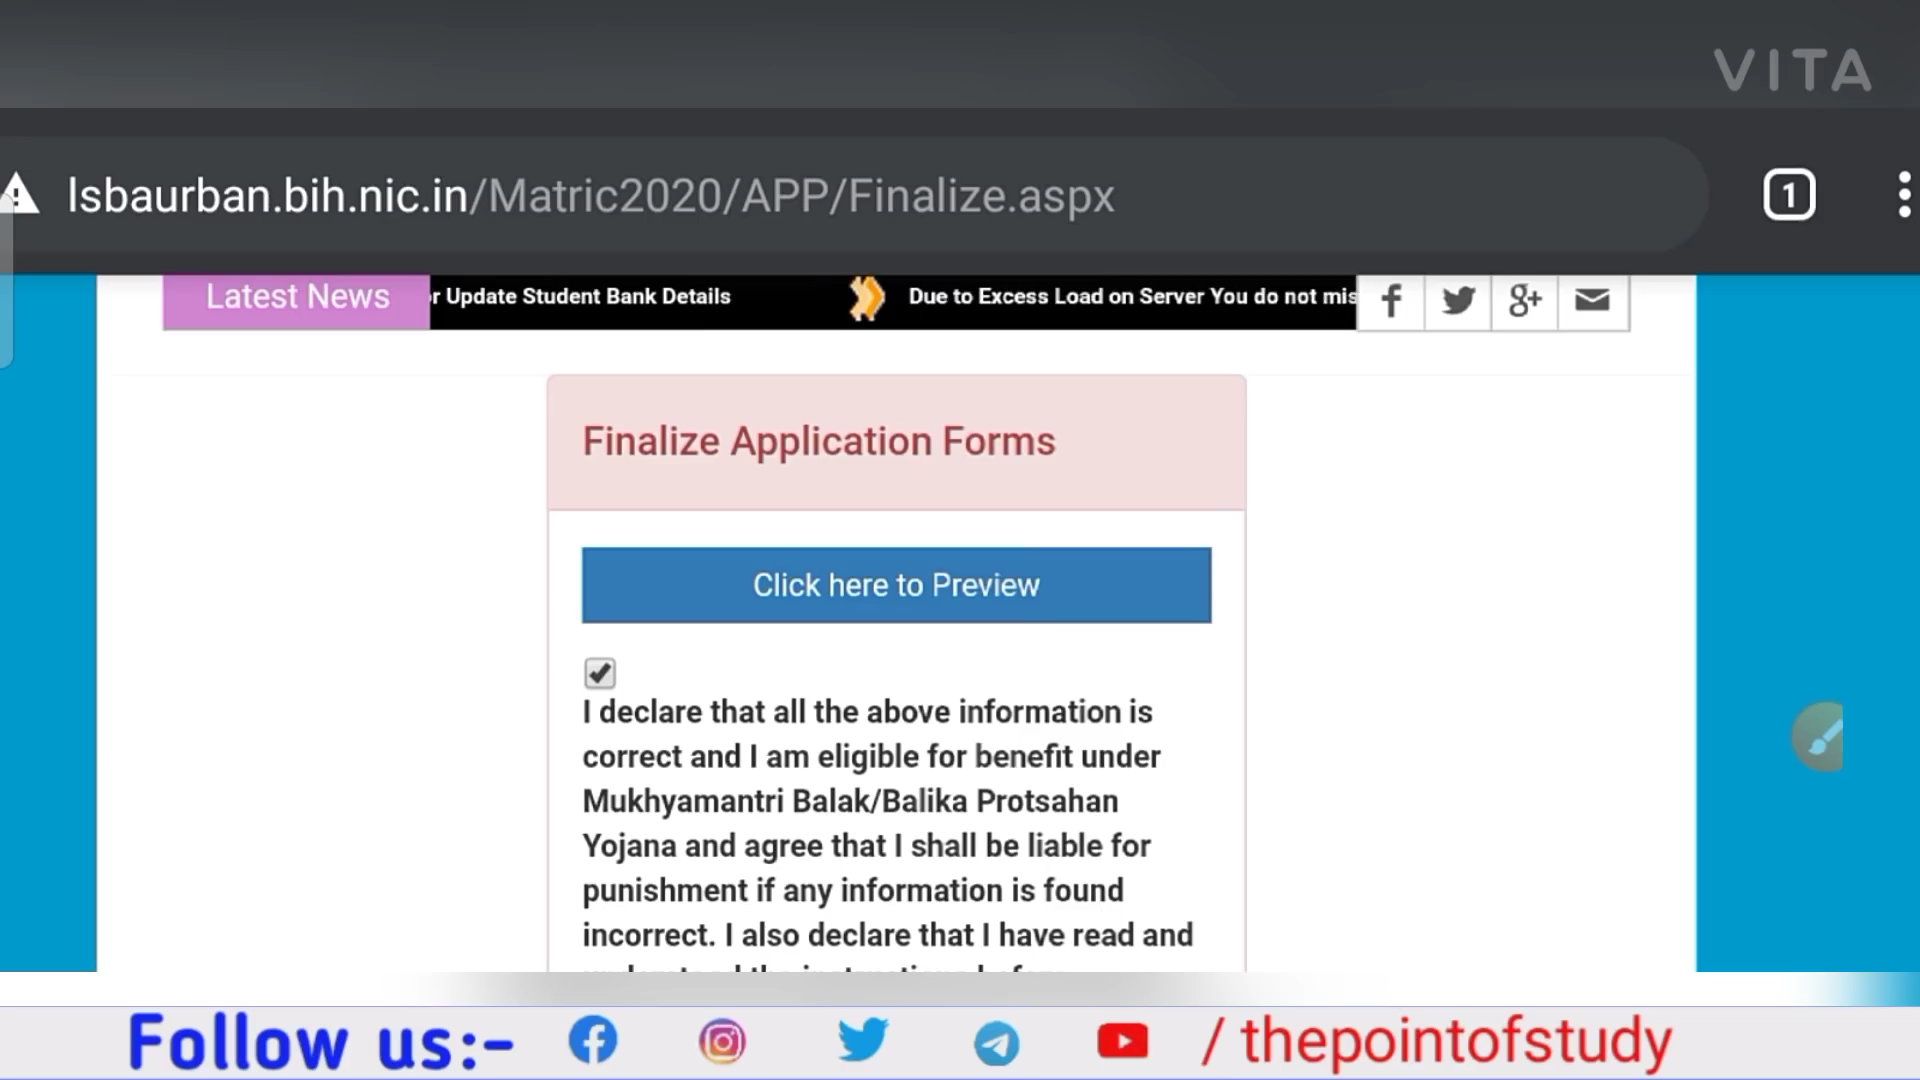 VITA
lsbaurban.bih.nic.in/Matric2020/APP/Finalize.aspx
1
Latest News
r Update Student Bank Details
Due to Excess Load on Server You do not mis
f
g+
Finalize Application Forms
Click here to Preview
I declare that all the above information is
correct and I am eligible for benefit under
Mukhyamantri Balak/Balika Protsahan
Yojana and agree that I shall be liable for
punishment if any information is found
incorrect. I also declare that I have read and
Follow us:-
/ thepointofstudy